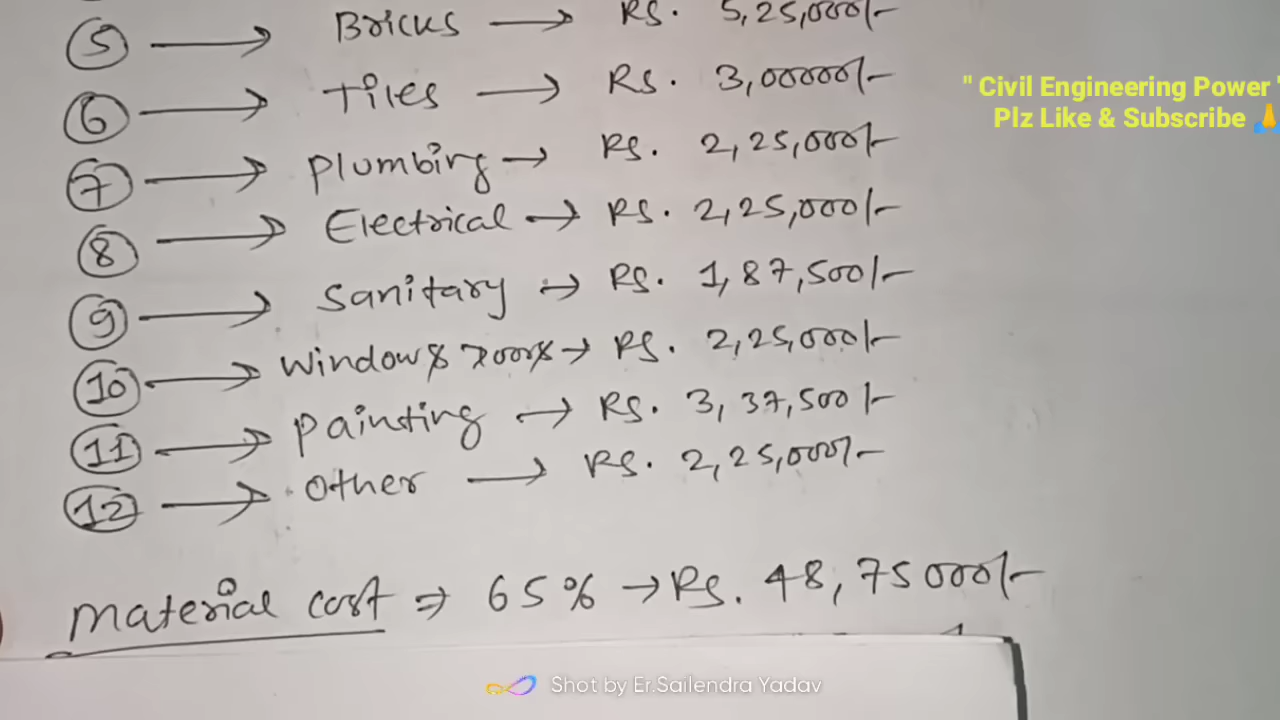 5 → Bricks → Rs. 5,25,000/-
6 → Tiles → Rs. 3,00000/-
7 → Plumbing → Rs. 2,25,000/-
8 → Electrical → Rs. 2,25,000/-
9 → Sanitary → Rs. 1,87,500/-
10 → Window & → Rs. 2,25,000/-
11 → Painting → Rs. 3,37,500/-
12 → Other → Rs. 2,25,000/-
Material cost ⇒ 65% → Rs. 48,75000/-
" Civil Engineering Power "
Plz Like & Subscribe 🙏
Shot by Er.Sailendra Yadav